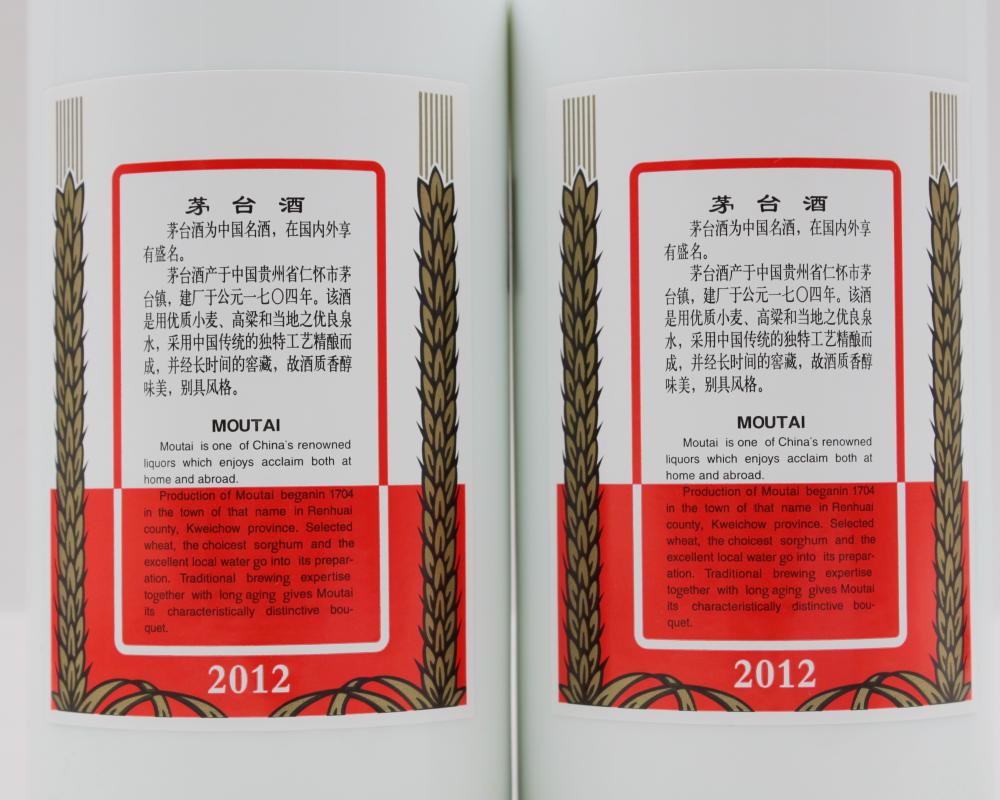 茅台酒
茅台酒为中国名酒，在国内外享
有盛名。
茅台酒产于中国贵州省仁怀市茅
台镇，建厂于公元一七〇四年。该酒
是用优质小麦、高粱和当地之优良泉
水，采用中国传统的独特工艺精酿而
成，并经长时间的窖藏，故酒质香醇
味美，别具风格。
MOUTAI
Moutai is one of China's renowned
liquors which enjoys acclaim both at
home and abroad.
Production of Moutai beganin 1704
in the town of that name in Renhuai
county, Kweichow province. Selected
wheat, the choicest sorghum and the
excellent local water go into its prepar-
ation. Traditional brewing expertise
together with long aging gives Moutai
its characteristically distinctive bou-
quet.
2012
茅台酒
茅台酒为中国名酒，在国内外享
有盛名。
茅台酒产于中国贵州省仁怀市茅
台镇，建厂于公元一七〇四年。该酒
是用优质小麦、高粱和当地之优良泉
水，采用中国传统的独特工艺精酿而
成，并经长时间的窖藏，故酒质香醇
味美，别具风格。
MOUTAI
Moutai is one of China's renowned
liquors which enjoys acclaim both at
home and abroad.
Production of Moutai beganin 1704
in the town of that name in Renhuai
county, Kweichow province. Selected
wheat, the choicest sorghum and the
excellent local water go into its prepar-
ation. Traditional brewing expertise
together with long aging gives Moutai
its characteristically distinctive bou-
quet.
2012